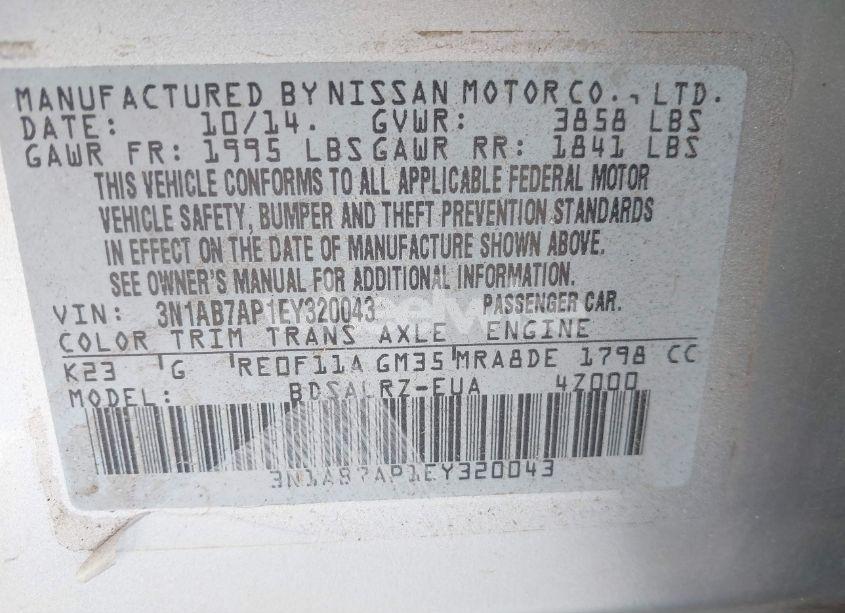 MANUFACTURED BY NISSAN MOTOR CO., LTD.
DATE: 10/14. GVWR: 3858 LBS
GAWR FR: 1995 LBS GAWR RR: 1841 LBS
THIS VEHICLE CONFORMS TO ALL APPLICABLE FEDERAL MOTOR
VEHICLE SAFETY, BUMPER AND THEFT PREVENTION STANDARDS
IN EFFECT ON THE DATE OF MANUFACTURE SHOWN ABOVE.
SEE OWNER'S MANUAL FOR ADDITIONAL INFORMATION.
VIN: 3N1AB7AP1EY320043 PASSENGER CAR.
COLOR TRIM TRANS AXLE ENGINE
K23 G RE0F11A GM35 MRA8DE 1798 CC
MODEL: BDSALRZ-EUA 4Z000
3N1AB7AP1EY320043